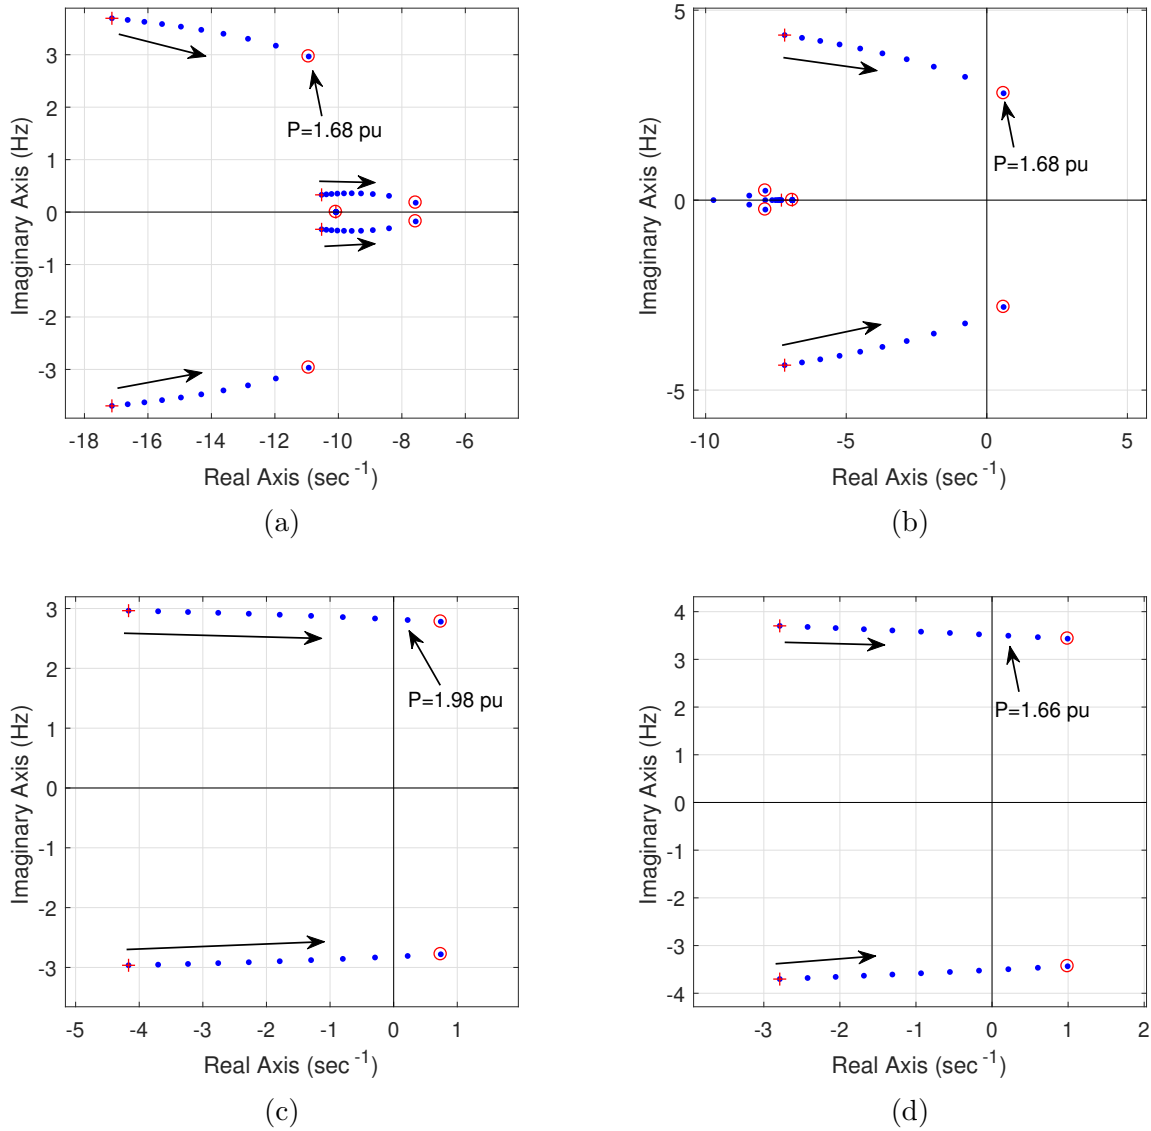 3
2
1
0
-1
-2
-3
P=1.68 pu
-18 -16 -14 -12 -10 -8 -6
Real Axis (sec-1)
Imaginary Axis (Hz)
(a)
5
0
-5
P=1.68 pu
-10 -5 0 5
Real Axis (sec-1)
Imaginary Axis (Hz)
(b)
3
2
1
0
-1
-2
-3
P=1.98 pu
-5 -4 -3 -2 -1 0 1
Real Axis (sec-1)
Imaginary Axis (Hz)
(c)
4
3
2
1
0
-1
-2
-3
-4
P=1.66 pu
-3 -2 -1 0 1 2
Real Axis (sec-1)
Imaginary Axis (Hz)
(d)